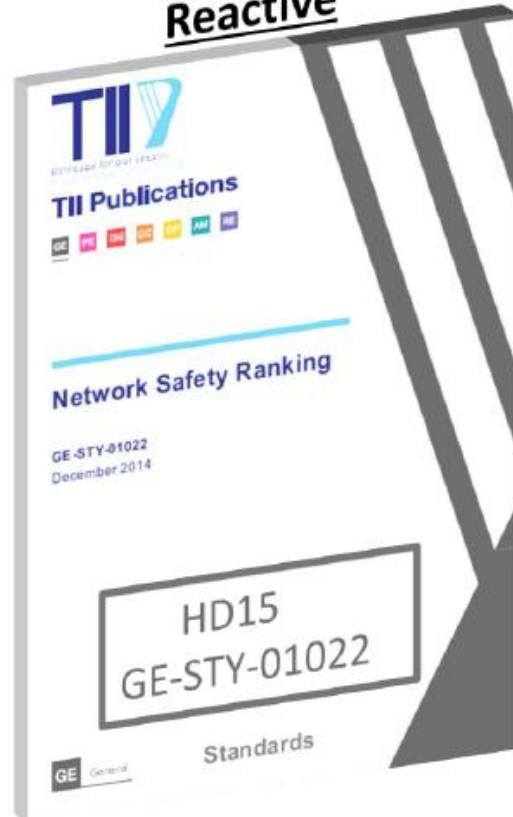 Reactive
TII
TII Publications
GE PE DN CC OP AM RE
Network Safety Ranking
GE-STY-01022
December 2014
HD15
GE-STY-01022
Standards
GE General